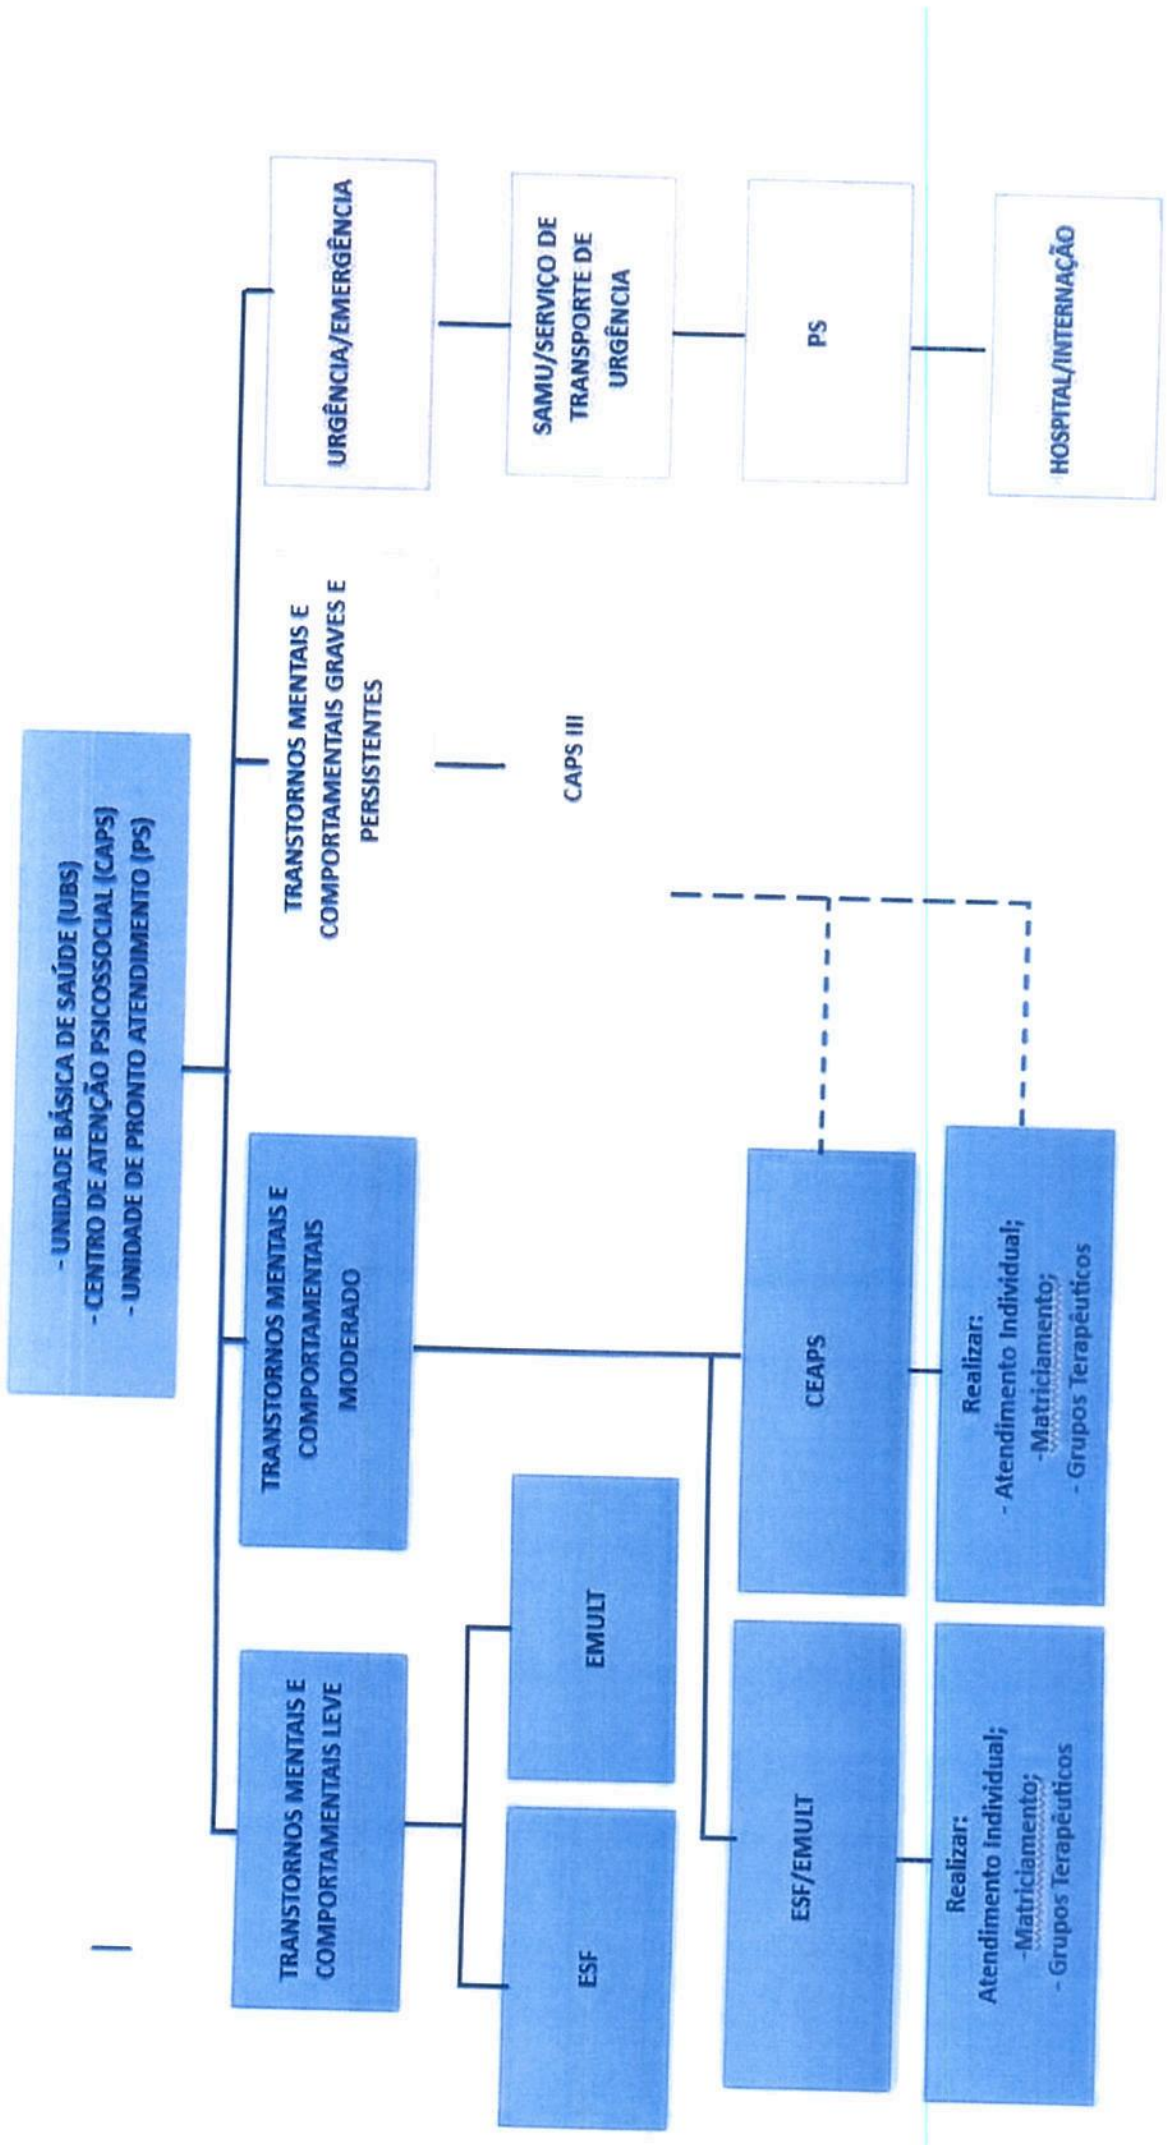 - UNIDADE BÁSICA DE SAÚDE (UBS)
- CENTRO DE ATENÇÃO PSICOSSOCIAL (CAPS)
- UNIDADE DE PRONTO ATENDIMENTO (PS)
TRANSTORNOS MENTAIS E
COMPORTAMENTAIS LEVE
TRANSTORNOS MENTAIS E
COMPORTAMENTAIS
MODERADO
TRANSTORNOS MENTAIS E
COMPORTAMENTAIS GRAVES E
PERSISTENTES
URGÊNCIA/EMERGÊNCIA
ESF
EMULT
CAPS III
SAMU/SERVIÇO DE
TRANSPORTE DE
URGÊNCIA
ESF/EMULT
CEAPS
PS
Realizar:
Atendimento Individual;
-Matriciamento;
- Grupos Terapêuticos
Realizar:
- Atendimento Individual;
-Matriciamento;
- Grupos Terapêuticos
HOSPITAL/INTERNAÇÃO